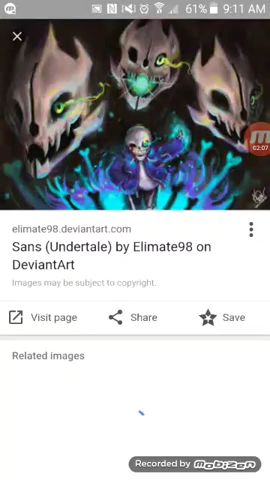 61% 9:11 AM
02:07
elimate98.deviantart.com
Sans (Undertale) by Elimate98 on
DeviantArt
Images may be subject to copyright.
Visit page Share Save
Related images
Recorded by mobizen